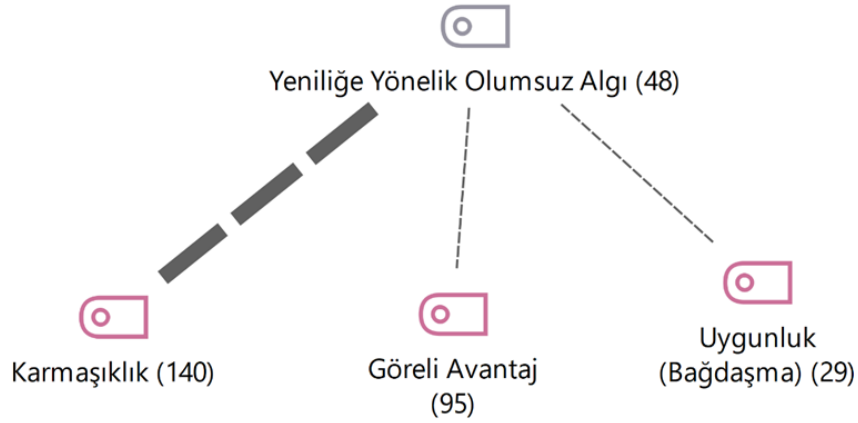 Yeniliğe Yönelik Olumsuz Algı (48)
Karmaşıklık (140)
Göreli Avantaj
(95)
Uygunluk
(Bağdaşma) (29)